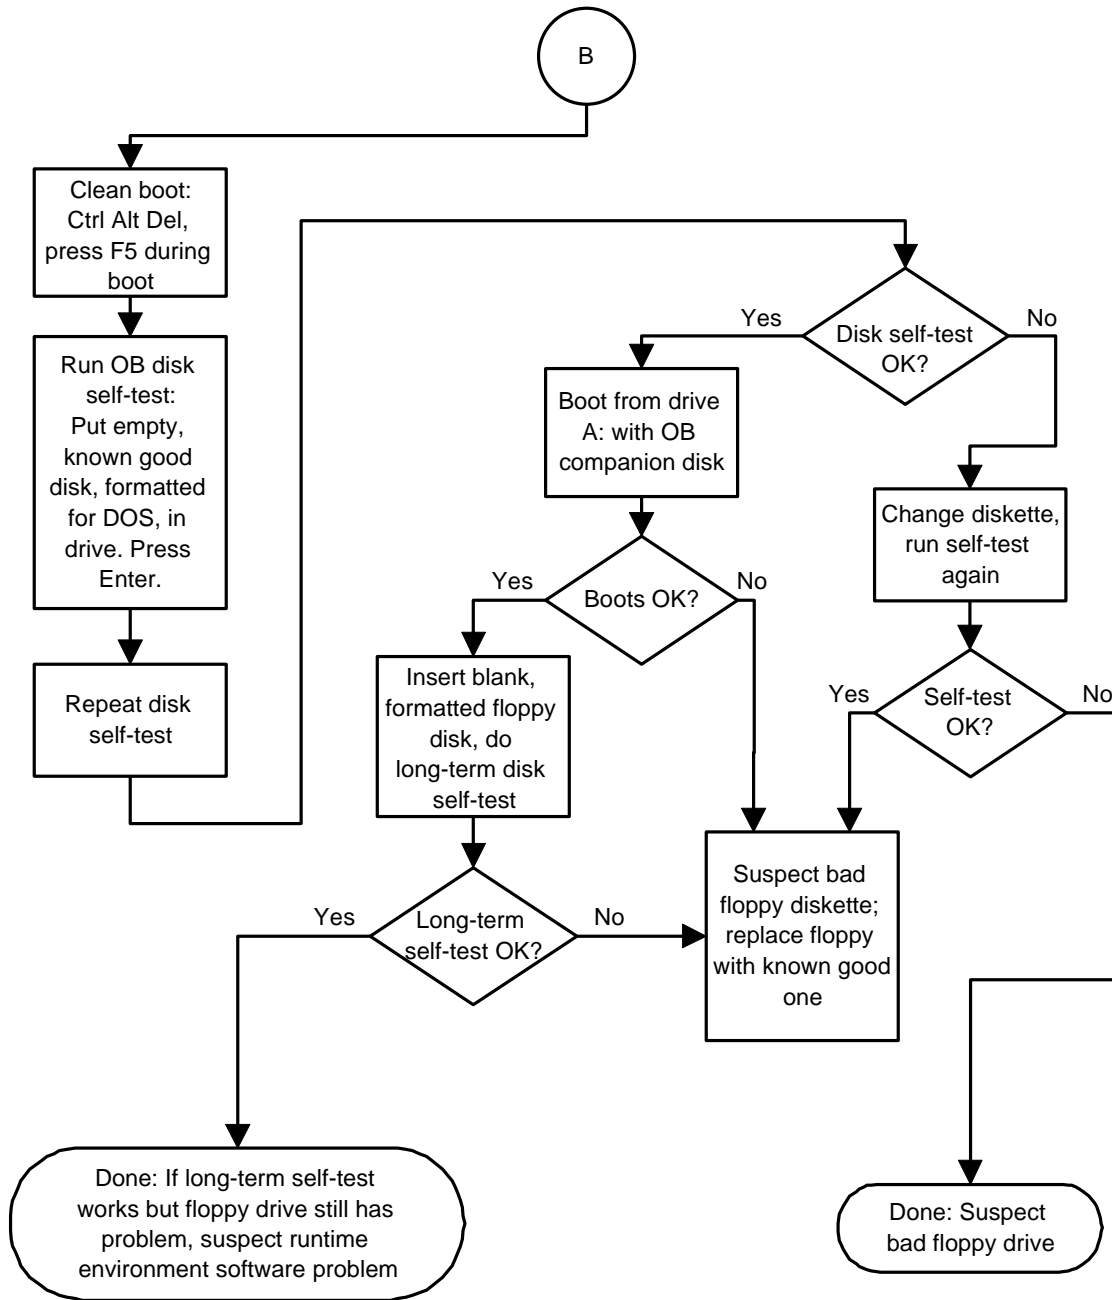 B
Clean boot:
Ctrl Alt Del,
press F5 during
boot
Run OB disk
self-test:
Put empty,
known good
disk, formatted
for DOS, in
drive. Press
Enter.
Repeat disk
self-test
Disk self-test
OK?
Yes
No
Boot from drive
A: with OB
companion disk
Change diskette,
run self-test
again
Boots OK?
Yes
No
Self-test
OK?
Yes
No
Insert blank,
formatted floppy
disk, do
long-term disk
self-test
Long-term
self-test OK?
Yes
No
Suspect bad
floppy diskette;
replace floppy
with known good
one
Done: If long-term self-test
works but floppy drive still has
problem, suspect runtime
environment software problem
Done: Suspect
bad floppy drive